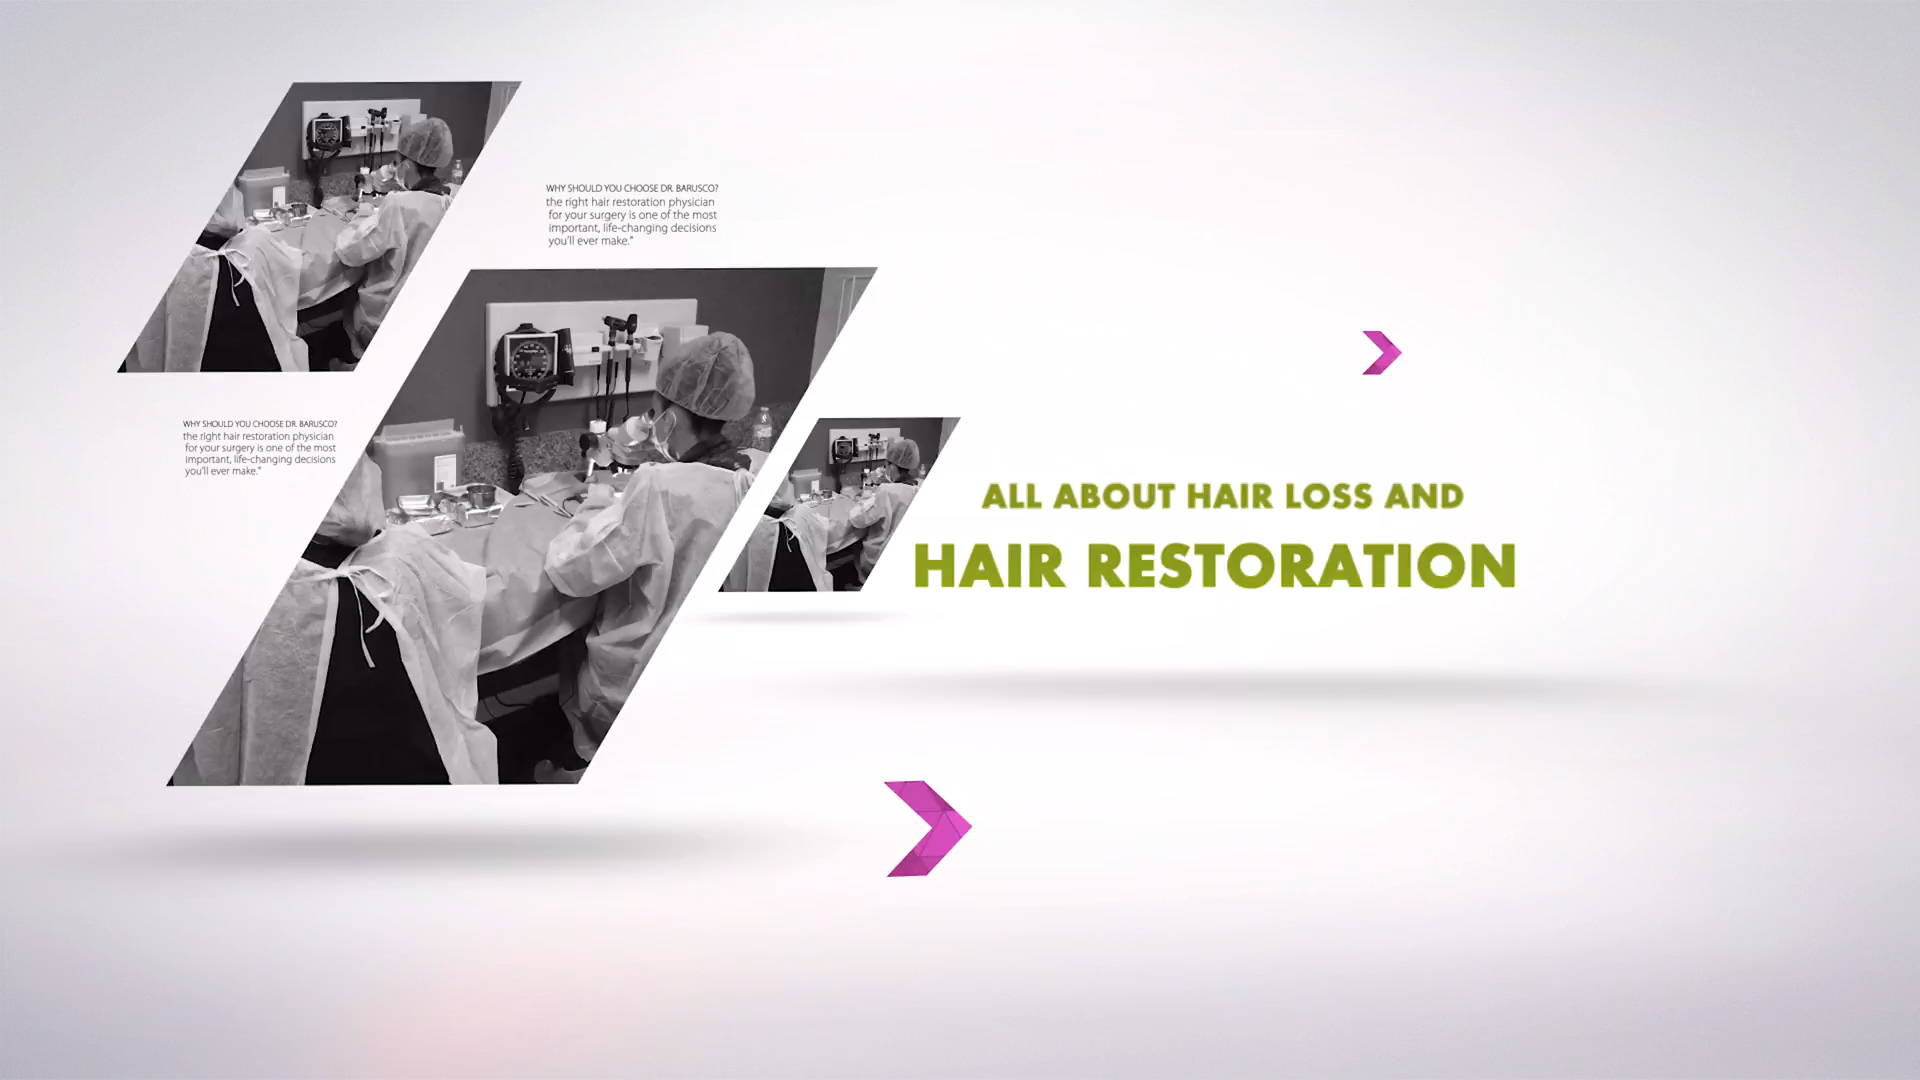 WHY SHOULD YOU CHOOSE DR. BARUSCO?
the right hair restoration physician
for your surgery is one of the most
important, life-changing decisions
you'll ever make."
WHY SHOULD YOU CHOOSE DR. BARUSCO?
the right hair restoration physician
for your surgery is one of the most
important, life-changing decisions
you'll ever make."
ALL ABOUT HAIR LOSS AND
HAIR RESTORATION